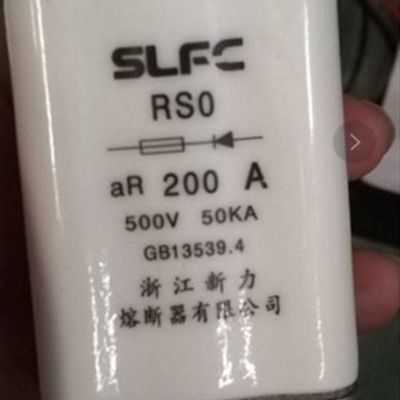 SLFC
RS0
aR 200 A
500V 50KA
GB13539.4
浙江新力
熔断器有限公司